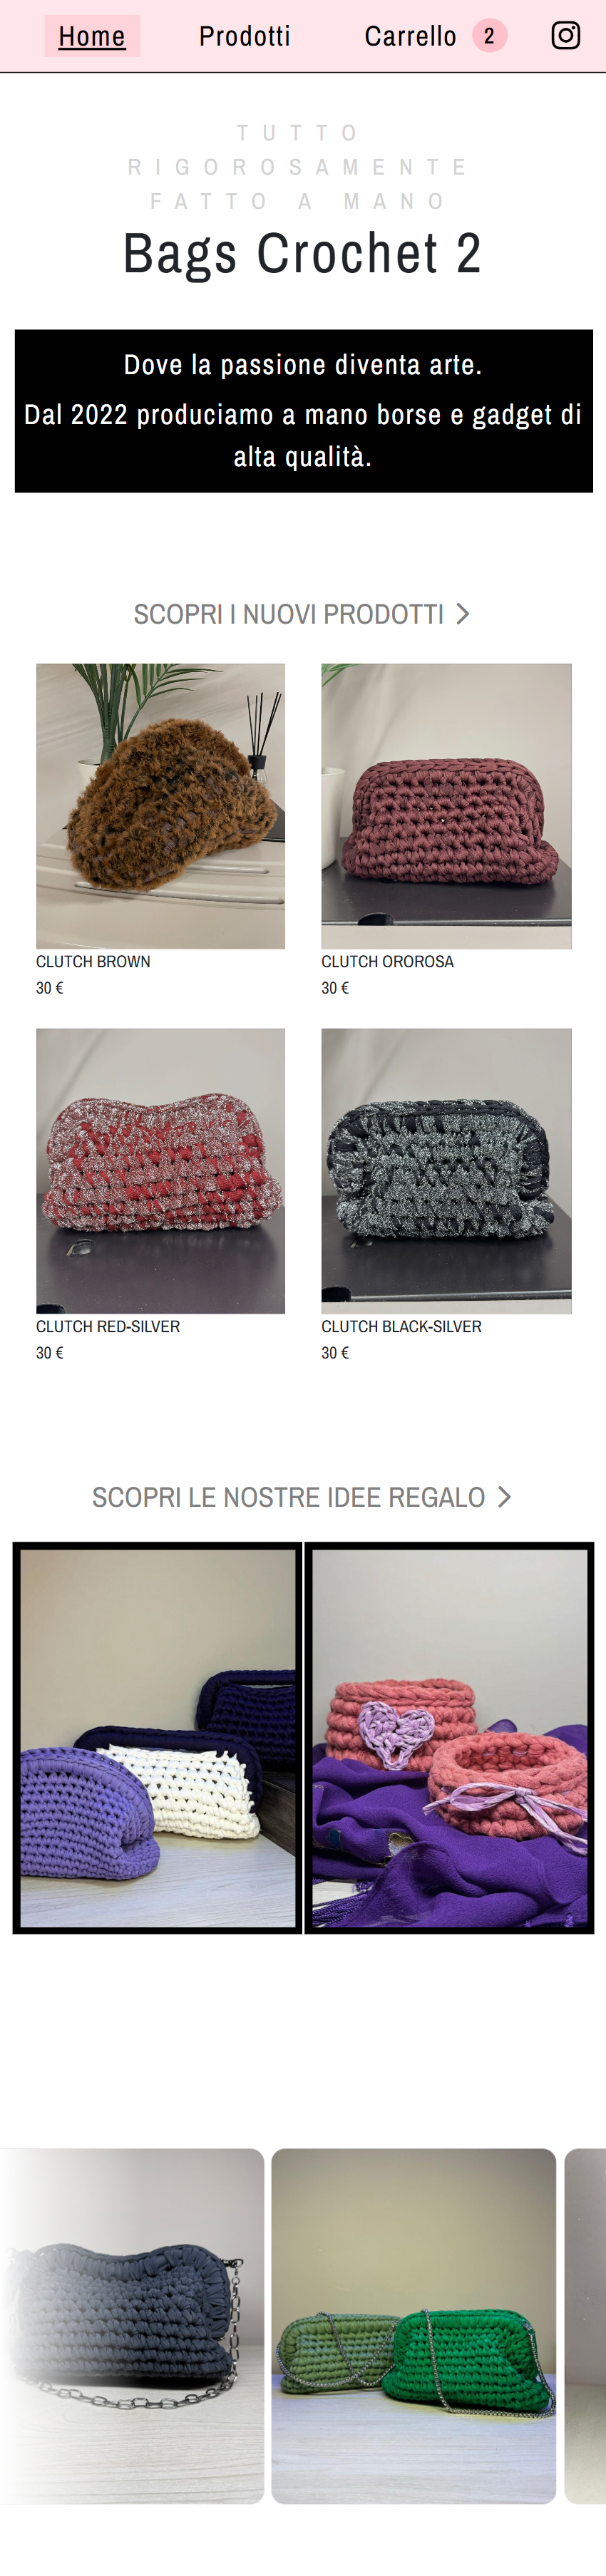 Home Prodotti Carrello 2
TUTTO
RIGOROSAMENTE
FATTO A MANO
Bags Crochet 2
Dove la passione diventa arte.
Dal 2022 produciamo a mano borse e gadget di
alta qualità.
SCOPRI I NUOVI PRODOTTI
CLUTCH BROWN
30 €
CLUTCH OROROSA
30 €
CLUTCH RED-SILVER
30 €
CLUTCH BLACK-SILVER
30 €
SCOPRI LE NOSTRE IDEE REGALO